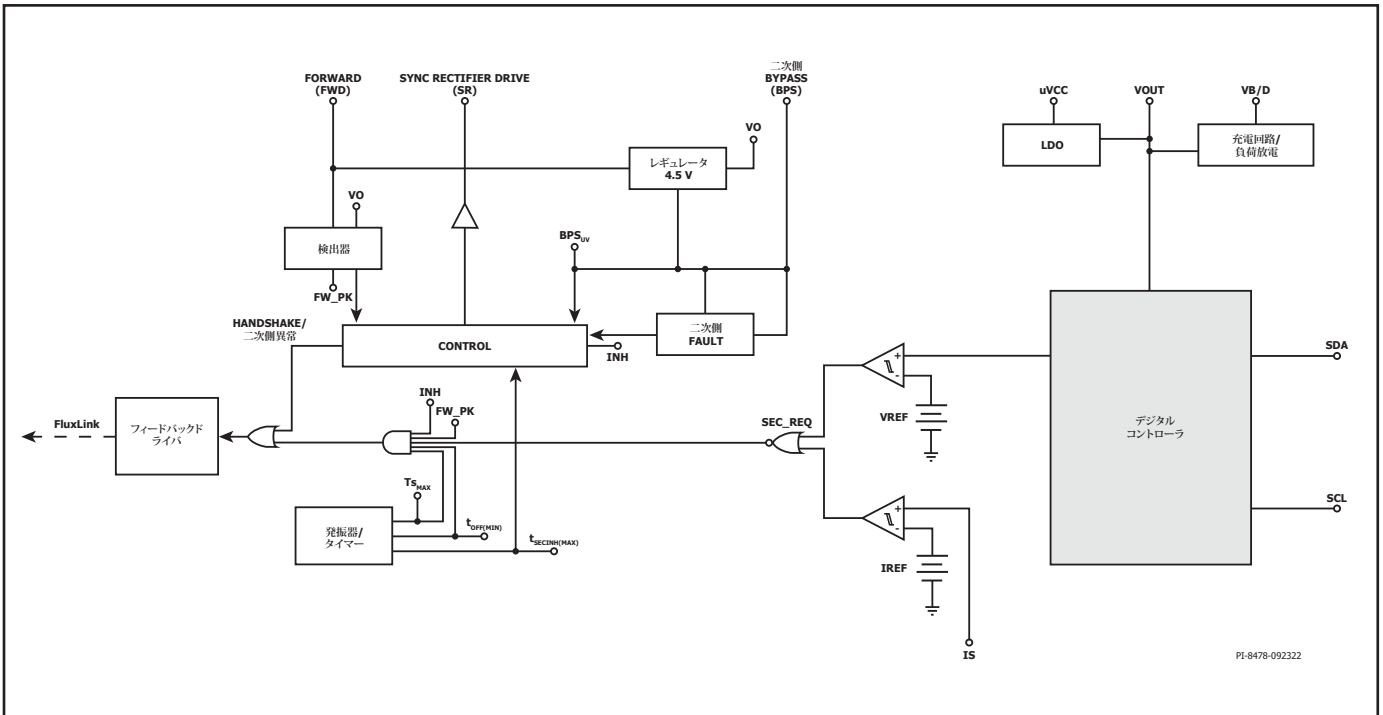 FORWARD
(FWD)
SYNC RECTIFIER DRIVE
(SR)
二次側
BYPASS
(BPS)
uVCC
VOUT
VB/D
VO
LDO
充電回路/
負荷放電
レギュレータ
4.5 V
VO
検出器
BPSUV
FW_PK
HANDSHAKE/
二次側異常
CONTROL
二次側
FAULT
INH
SDA
+
-
VREF
INH
FW_PK
FluxLink
フィードバックド
ライバ
SEC_REQ
デジタル
コントローラ
TsMAX
SCL
発振器/
タイマー
tOFF(MIN)
tSECINH(MAX)
+
-
IREF
IS
PI-8478-092322